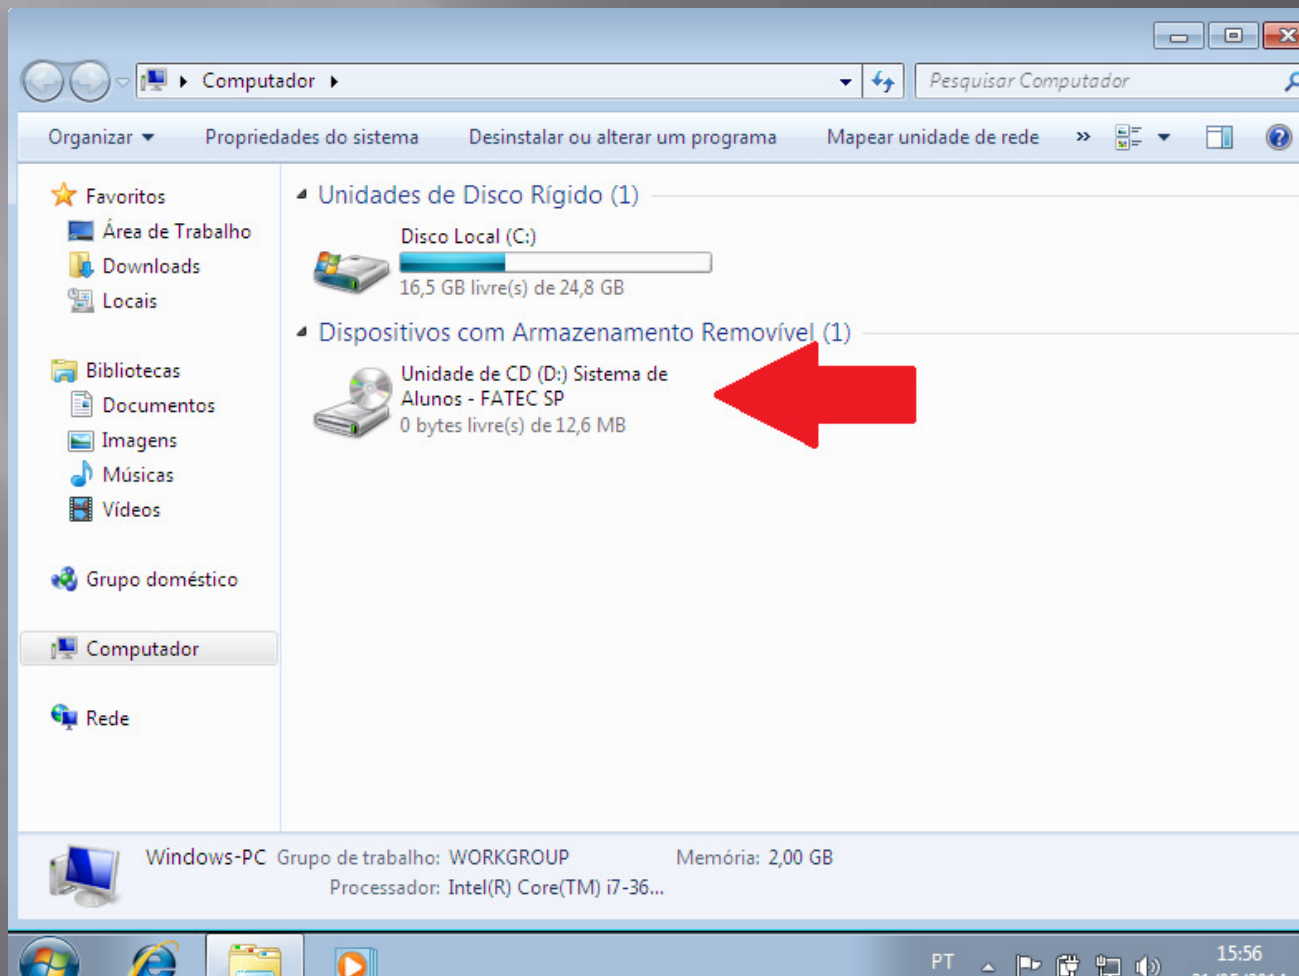 Computador
Pesquisar Computador
Organizar
Propriedades do sistema
Desinstalar ou alterar um programa
Mapear unidade de rede
»
Favoritos
Área de Trabalho
Downloads
Locais
Bibliotecas
Documentos
Imagens
Músicas
Vídeos
Grupo doméstico
Computador
Rede
Unidades de Disco Rígido (1)
Disco Local (C:)
16,5 GB livre(s) de 24,8 GB
Dispositivos com Armazenamento Removível (1)
Unidade de CD (D:) Sistema de
Alunos - FATEC SP
0 bytes livre(s) de 12,6 MB
Windows-PC Grupo de trabalho: WORKGROUP Memória: 2,00 GB
Processador: Intel(R) Core(TM) i7-36...
PT
15:56